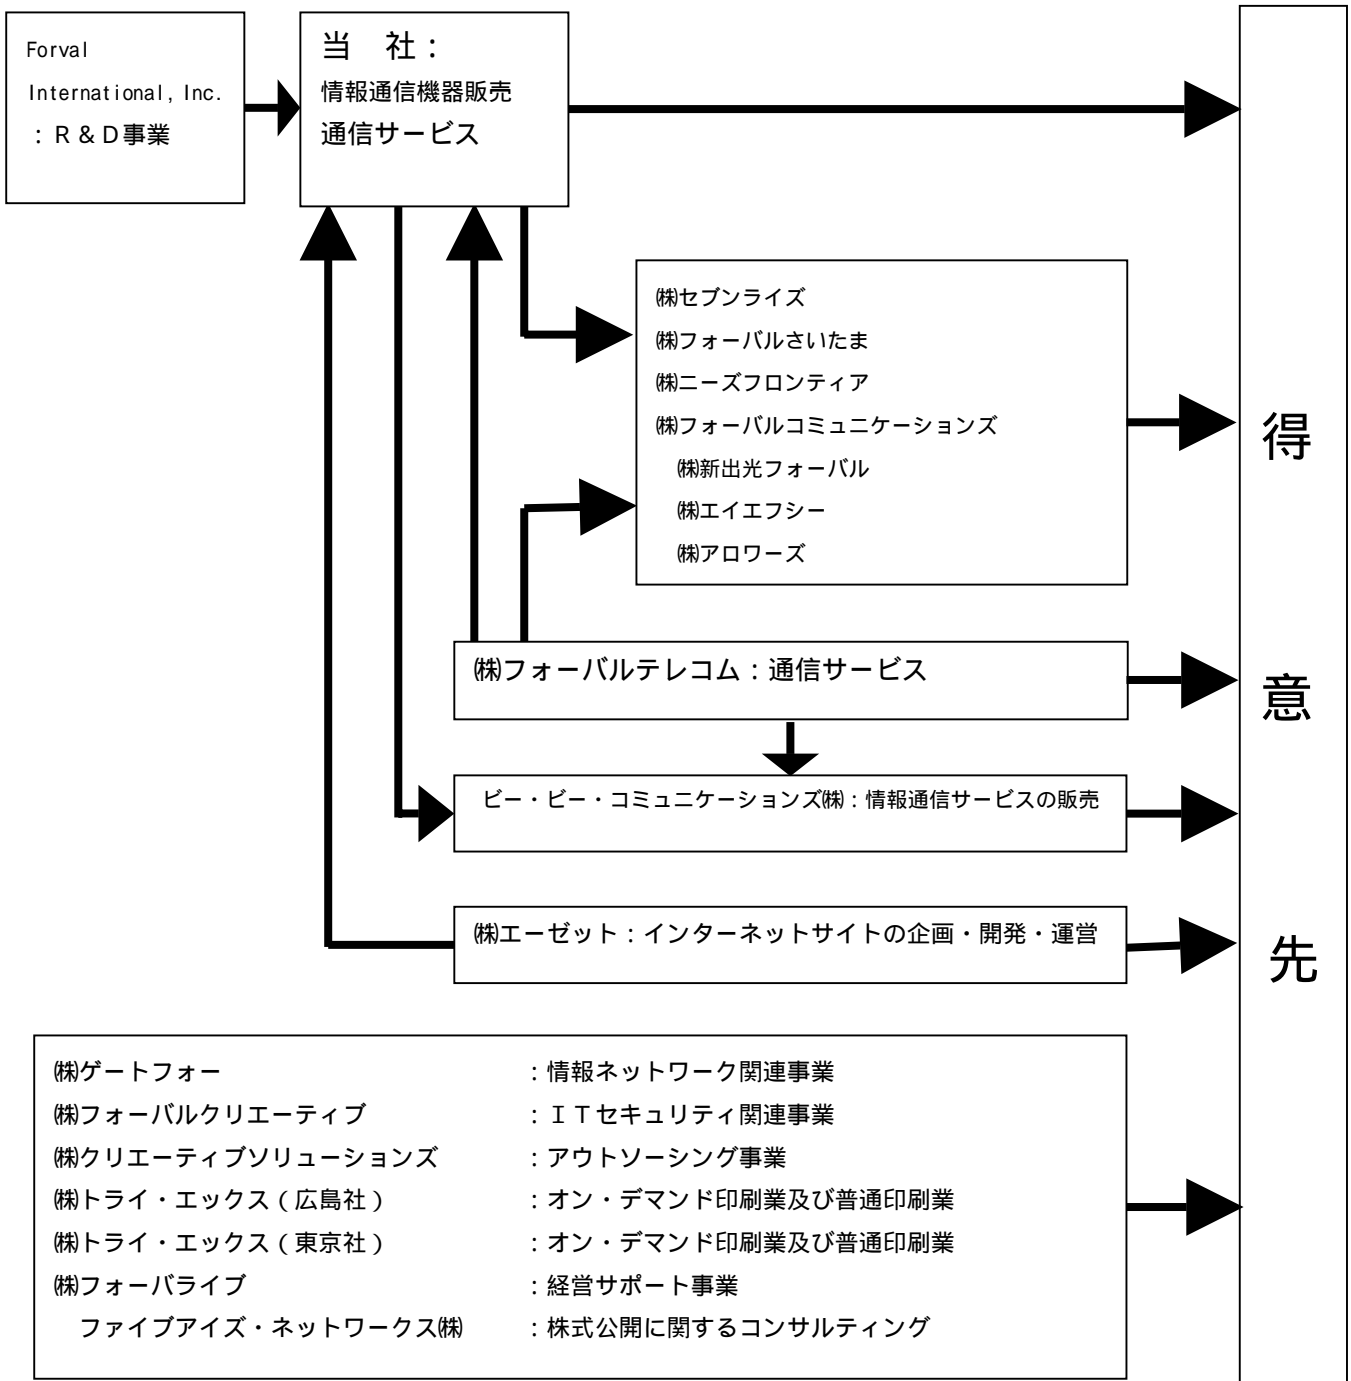 Forval
International, Inc.
：Ｒ＆Ｄ事業
当　社：
情報通信機器販売
通信サービス
㈱セブンライズ
㈱フォーバルさいたま
㈱ニーズフロンティア
㈱フォーバルコミュニケーションズ
㈱新出光フォーバル
㈱エイエフシー
㈱アロワーズ
㈱フォーバルテレコム：通信サービス
ビー・ビー・コミュニケーションズ㈱：情報通信サービスの販売
㈱エーゼット：インターネットサイトの企画・開発・運営
㈱ゲートフォー　：情報ネットワーク関連事業
㈱フォーバルクリエーティブ　：ＩＴセキュリティ関連事業
㈱クリエーティブソリューションズ　：アウトソーシング事業
㈱トライ・エックス（広島社）　：オン・デマンド印刷業及び普通印刷業
㈱トライ・エックス（東京社）　：オン・デマンド印刷業及び普通印刷業
㈱フォーバライブ　：経営サポート事業
ファイブアイズ・ネットワークス㈱　：株式公開に関するコンサルティング
得
意
先